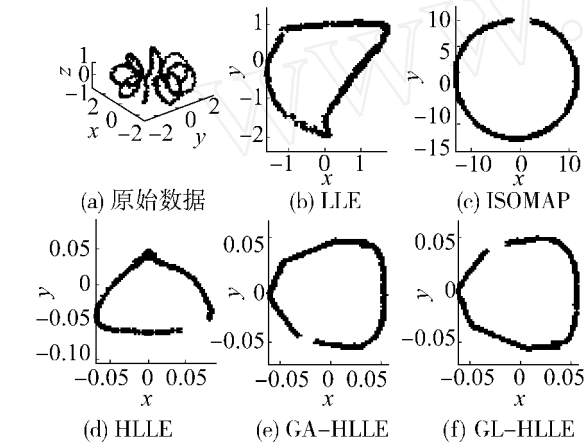 z 1 0 −1 2 0 −2 x −2 0 2 y
(a) 原始数据
y 1 0 −1 −2 −1 0 1 x
(b) LLE
y 10 5 0 −5 −10 −15 −10 0 10 x
(c) ISOMAP
y 0.05 0 −0.05 −0.10 −0.05 0 0.05 x
(d) HLLE
y 0.05 0 −0.05 −0.05 0 0.05 x
(e) GA−HLLE
y 0.05 0 −0.05 −0.05 0 0.05 x
(f) GL−HLLE
www.